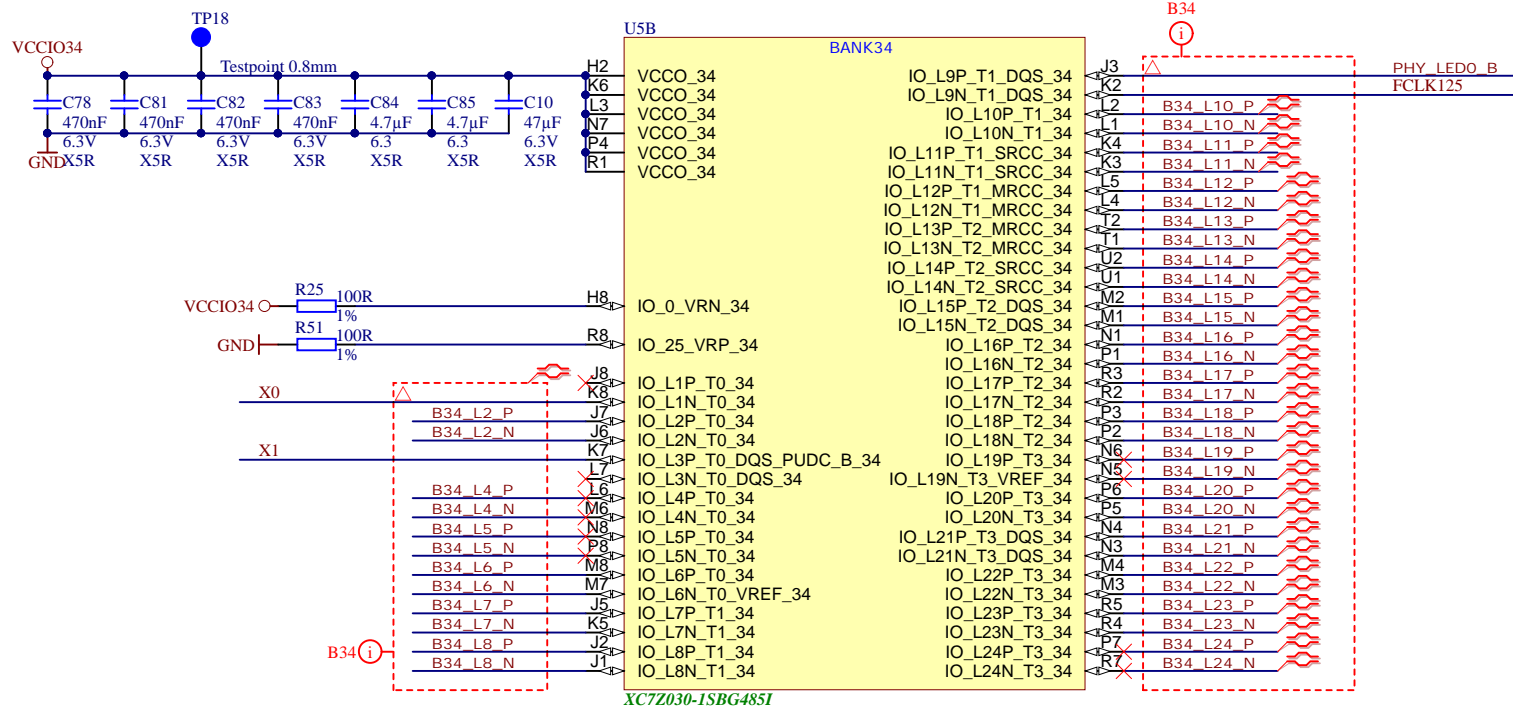 B34
i
TP18
U5B
BANK34
VCCIO34
Testpoint 0.8mm
C78
470nF
6.3V
X5R
C81
470nF
6.3V
X5R
C82
470nF
6.3V
X5R
C83
470nF
6.3V
X5R
C84
4.7µF
6.3
X5R
C85
4.7µF
6.3
X5R
C10
47µF
6.3V
X5R
GND
H2 VCCO_34
K6 VCCO_34
L3 VCCO_34
N7 VCCO_34
P4 VCCO_34
R1 VCCO_34
VCCIO34 R25 100R 1% H8 IO_0_VRN_34
GND R51 100R 1% R8 IO_25_VRP_34
J8 IO_L1P_T0_34
X0 K8 IO_L1N_T0_34
B34_L2_P J7 IO_L2P_T0_34
B34_L2_N J6 IO_L2N_T0_34
X1 K7 IO_L3P_T0_DQS_PUDC_B_34
L7 IO_L3N_T0_DQS_34
B34_L4_P L6 IO_L4P_T0_34
B34_L4_N M6 IO_L4N_T0_34
B34_L5_P N8 IO_L5P_T0_34
B34_L5_N P8 IO_L5N_T0_34
B34_L6_P M8 IO_L6P_T0_34
B34_L6_N M7 IO_L6N_T0_VREF_34
B34_L7_P J5 IO_L7P_T1_34
B34_L7_N K5 IO_L7N_T1_34
B34_L8_P J2 IO_L8P_T1_34
B34_L8_N J1 IO_L8N_T1_34
B34 i
IO_L9P_T1_DQS_34 J3 PHY_LED0_B
IO_L9N_T1_DQS_34 K2 FCLK125
IO_L10P_T1_34 L2 B34_L10_P
IO_L10N_T1_34 L1 B34_L10_N
IO_L11P_T1_SRCC_34 K4 B34_L11_P
IO_L11N_T1_SRCC_34 K3 B34_L11_N
IO_L12P_T1_MRCC_34 L5 B34_L12_P
IO_L12N_T1_MRCC_34 L4 B34_L12_N
IO_L13P_T2_MRCC_34 T2 B34_L13_P
IO_L13N_T2_MRCC_34 T1 B34_L13_N
IO_L14P_T2_SRCC_34 U2 B34_L14_P
IO_L14N_T2_SRCC_34 U1 B34_L14_N
IO_L15P_T2_DQS_34 M2 B34_L15_P
IO_L15N_T2_DQS_34 M1 B34_L15_N
IO_L16P_T2_34 N1 B34_L16_P
IO_L16N_T2_34 P1 B34_L16_N
IO_L17P_T2_34 R3 B34_L17_P
IO_L17N_T2_34 R2 B34_L17_N
IO_L18P_T2_34 P3 B34_L18_P
IO_L18N_T2_34 P2 B34_L18_N
IO_L19P_T3_34 N6 B34_L19_P
IO_L19N_T3_VREF_34 N5 B34_L19_N
IO_L20P_T3_34 P6 B34_L20_P
IO_L20N_T3_34 P5 B34_L20_N
IO_L21P_T3_DQS_34 N4 B34_L21_P
IO_L21N_T3_DQS_34 N3 B34_L21_N
IO_L22P_T3_34 M4 B34_L22_P
IO_L22N_T3_34 M3 B34_L22_N
IO_L23P_T3_34 R5 B34_L23_P
IO_L23N_T3_34 R4 B34_L23_N
IO_L24P_T3_34 P7 B34_L24_P
IO_L24N_T3_34 R7 B34_L24_N
XC7Z030-1SBG485I